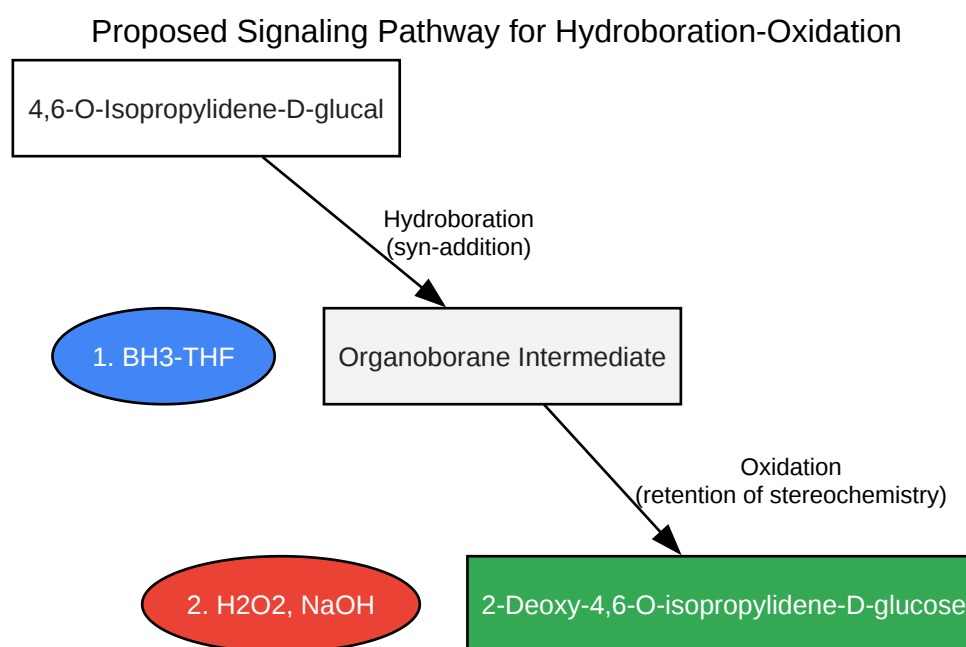 Proposed Signaling Pathway for Hydroboration-Oxidation
4,6-O-Isopropylidene-D-glucal
Hydroboration
(syn-addition)
1. BH3-THF
Organoborane Intermediate
Oxidation
(retention of stereochemistry)
2. H2O2, NaOH
2-Deoxy-4,6-O-isopropylidene-D-glucose